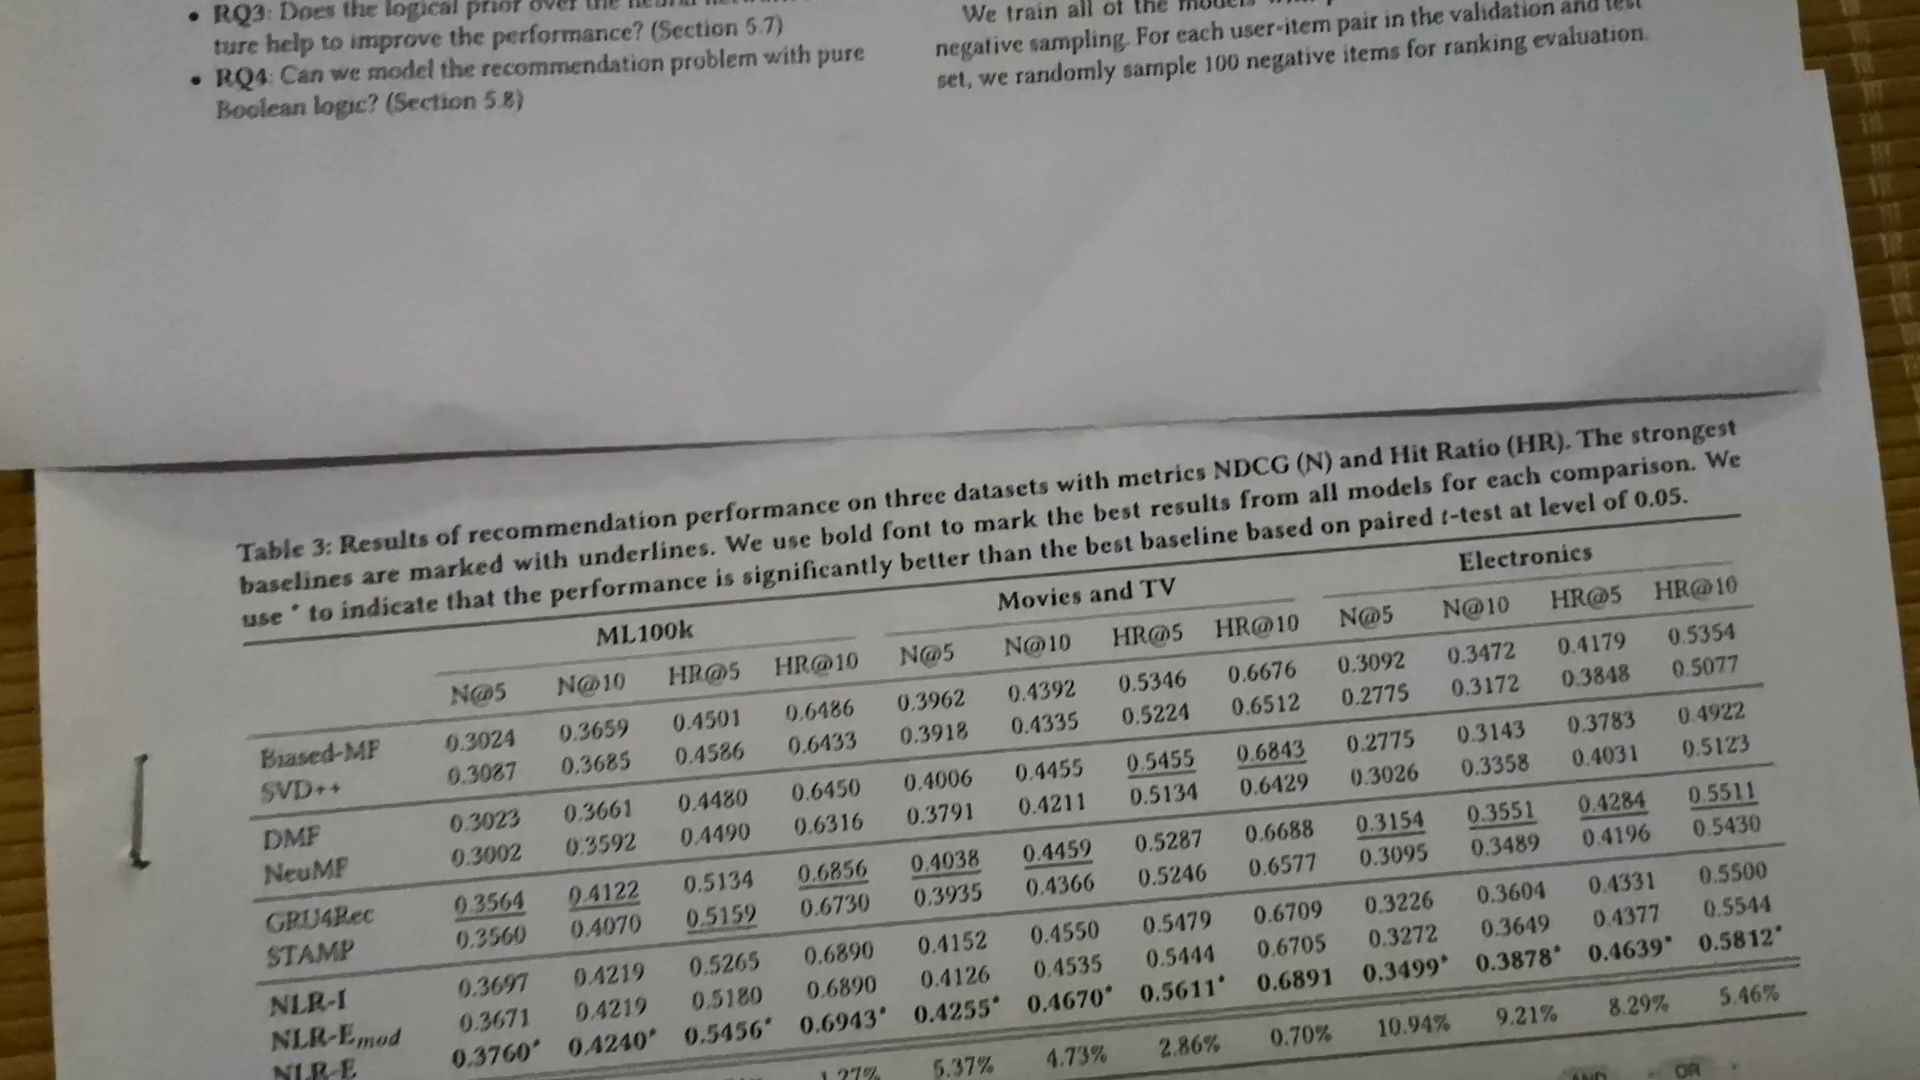 • RQ3: Does the logical prior over the
ture help to improve the performance? (Section 5.7)
• RQ4: Can we model the recommendation problem with pure
Boolean logic? (Section 5.8)
We train all of the models
negative sampling. For each user-item pair in the validation and test
set, we randomly sample 100 negative items for ranking evaluation.
Table 3: Results of recommendation performance on three datasets with metrics NDCG (N) and Hit Ratio (HR). The strongest
baselines are marked with underlines. We use bold font to mark the best results from all models for each comparison. We
use * to indicate that the performance is significantly better than the best baseline based on paired t-test at level of 0.05.
ML100k Movies and TV Electronics
N@5 N@10 HR@5 HR@10 N@5 N@10 HR@5 HR@10 N@5 N@10 HR@5 HR@10
Biased-MF 0.3024 0.3659 0.4501 0.6486 0.3962 0.4392 0.5346 0.6676 0.3092 0.3472 0.4179 0.5354
SVD++ 0.3087 0.3685 0.4586 0.6433 0.3918 0.4335 0.5224 0.6512 0.2775 0.3172 0.3848 0.5077
DMF 0.3023 0.3661 0.4480 0.6450 0.4006 0.4455 0.5455 0.6843 0.2775 0.3143 0.3783 0.4922
NeuMF 0.3002 0.3592 0.4490 0.6316 0.3791 0.4211 0.5134 0.6429 0.3026 0.3358 0.4031 0.5123
GRU4Rec 0.3564 0.4122 0.5134 0.6856 0.4038 0.4459 0.5287 0.6688 0.3154 0.3551 0.4284 0.5511
STAMP 0.3560 0.4070 0.5159 0.6730 0.3935 0.4366 0.5246 0.6577 0.3095 0.3489 0.4196 0.5430
NLR-I 0.3697 0.4219 0.5265 0.6890 0.4152 0.4550 0.5479 0.6709 0.3226 0.3604 0.4331 0.5500
NLR-Emod 0.3671 0.4219 0.5180 0.6890 0.4126 0.4535 0.5444 0.6705 0.3272 0.3649 0.4377 0.5544
NLR-E 0.3760* 0.4240* 0.5456* 0.6943* 0.4255* 0.4670* 0.5611* 0.6891 0.3499* 0.3878* 0.4639* 0.5812*
1.27% 5.37% 4.73% 2.86% 0.70% 10.94% 9.21% 8.29% 5.46%
AND OR